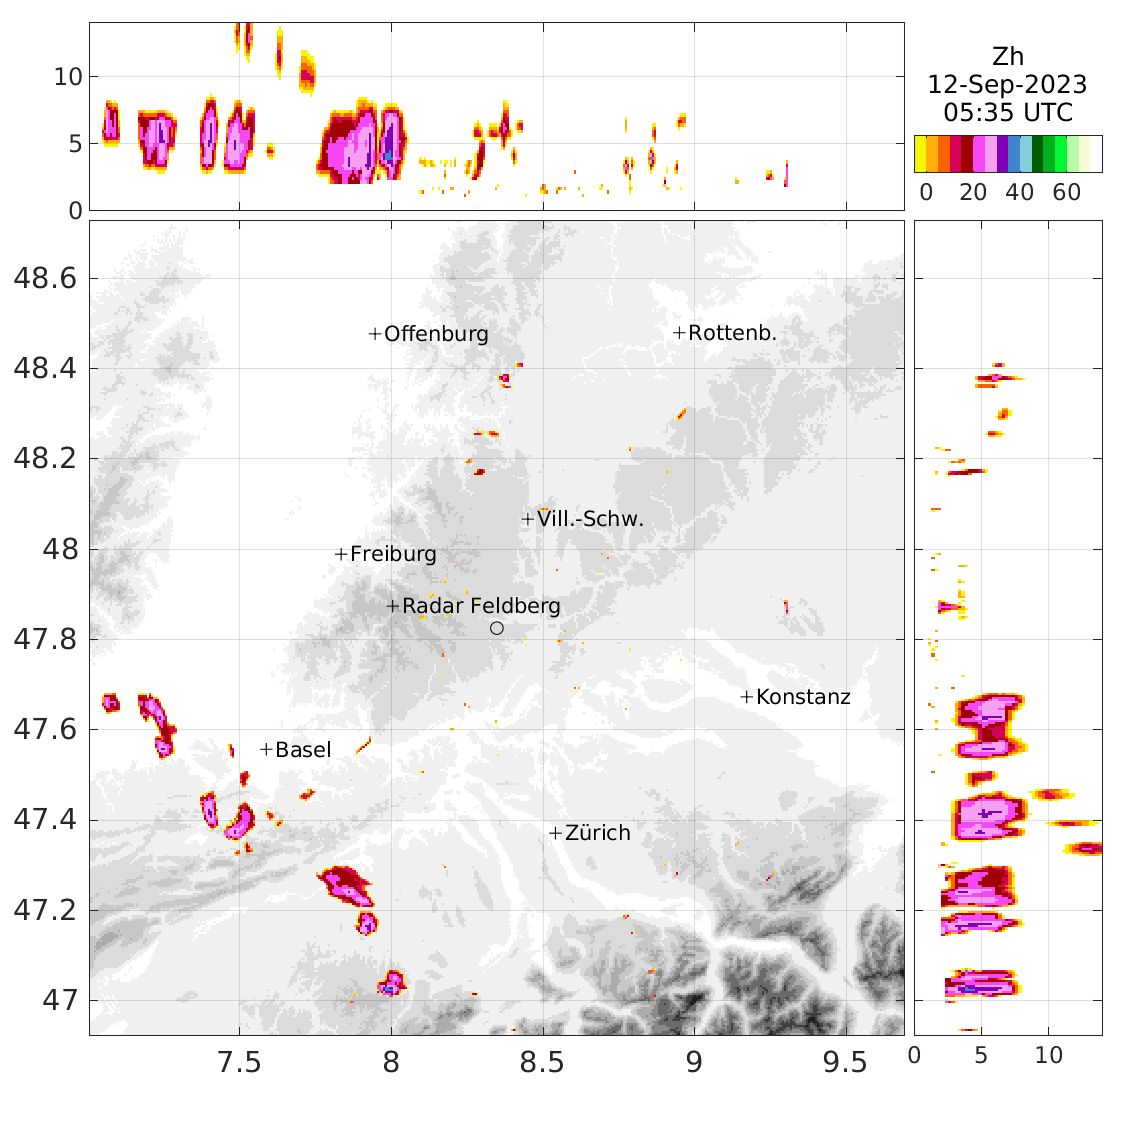 10
5
0
Zh
12-Sep-2023
05:35 UTC
0 20 40 60
48.6
48.4
48.2
48
47.8
47.6
47.4
47.2
47
Offenburg
Rottenb.
Vill.-Schw.
Freiburg
Radar Feldberg
Konstanz
Basel
Zürich
7.5 8 8.5 9 9.5
0 5 10